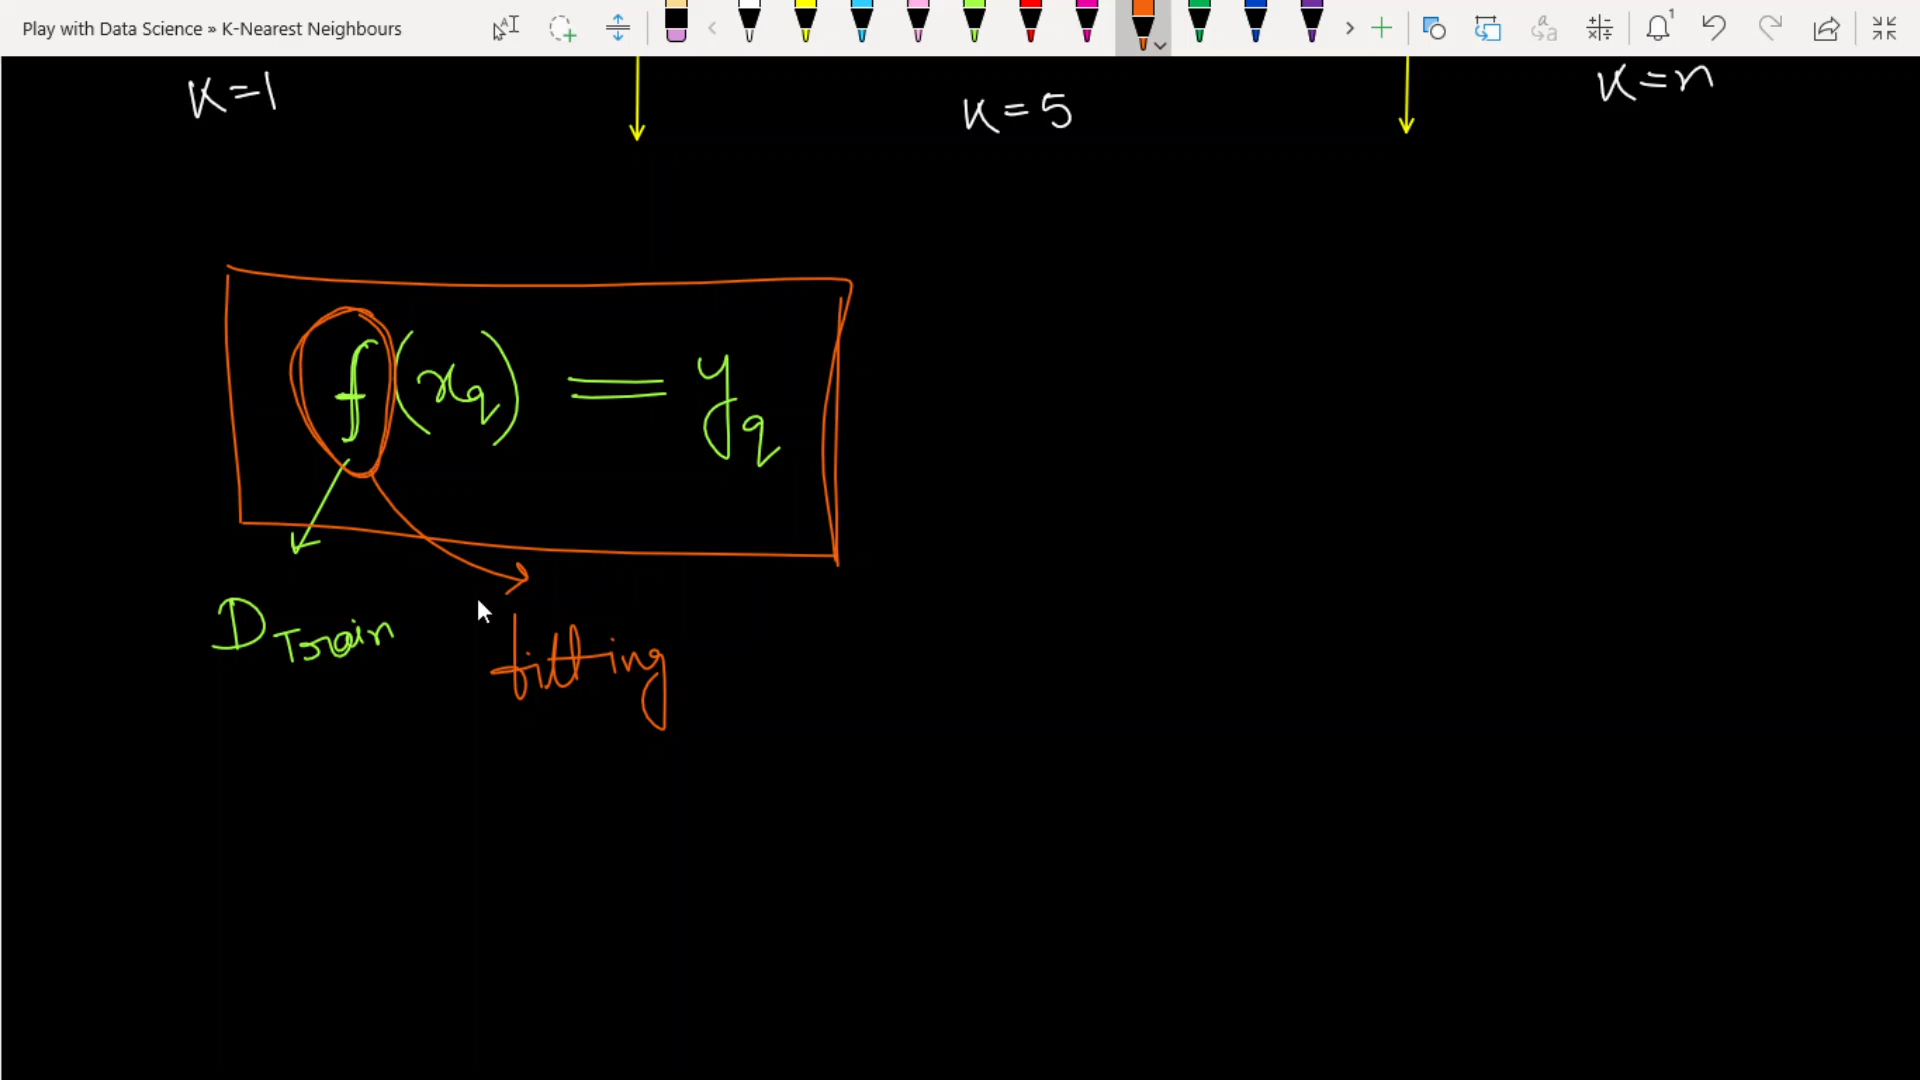 Play with Data Science » K-Nearest Neighbours
K=1
K=5
K=n
f(xq) = yq
DTrain
fitting